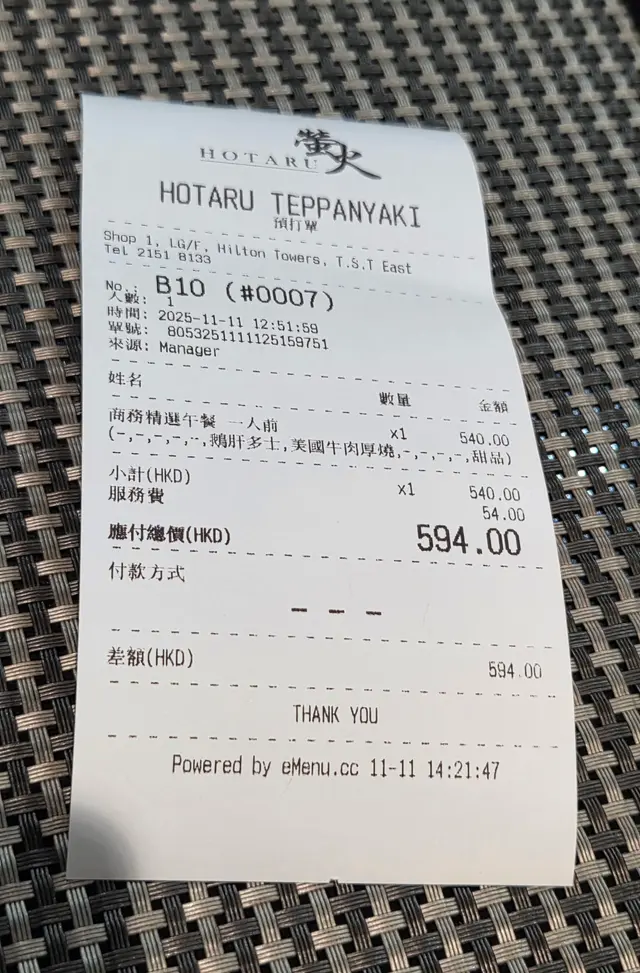 HOTARU 螢火
HOTARU TEPPANYAKI
預打單
Shop 1, LG/F, Hilton Towers, T.S.T East
Tel 2151 8133
No.: B10 (#0007)
人數: 1
時間: 2025-11-11 12:51:59
單號: 8053251111125159751
來源: Manager
姓名 數量 金額
商務精選午餐 一人前 x1 540.00
(-,-,-,-,-,鵝肝多士,美國牛肉厚燒,-,-,-,-,甜品)
小計(HKD) x1 540.00
服務費 54.00
應付總價(HKD) 594.00
付款方式
- - -
差額(HKD) 594.00
THANK YOU
Powered by eMenu.cc 11-11 14:21:47